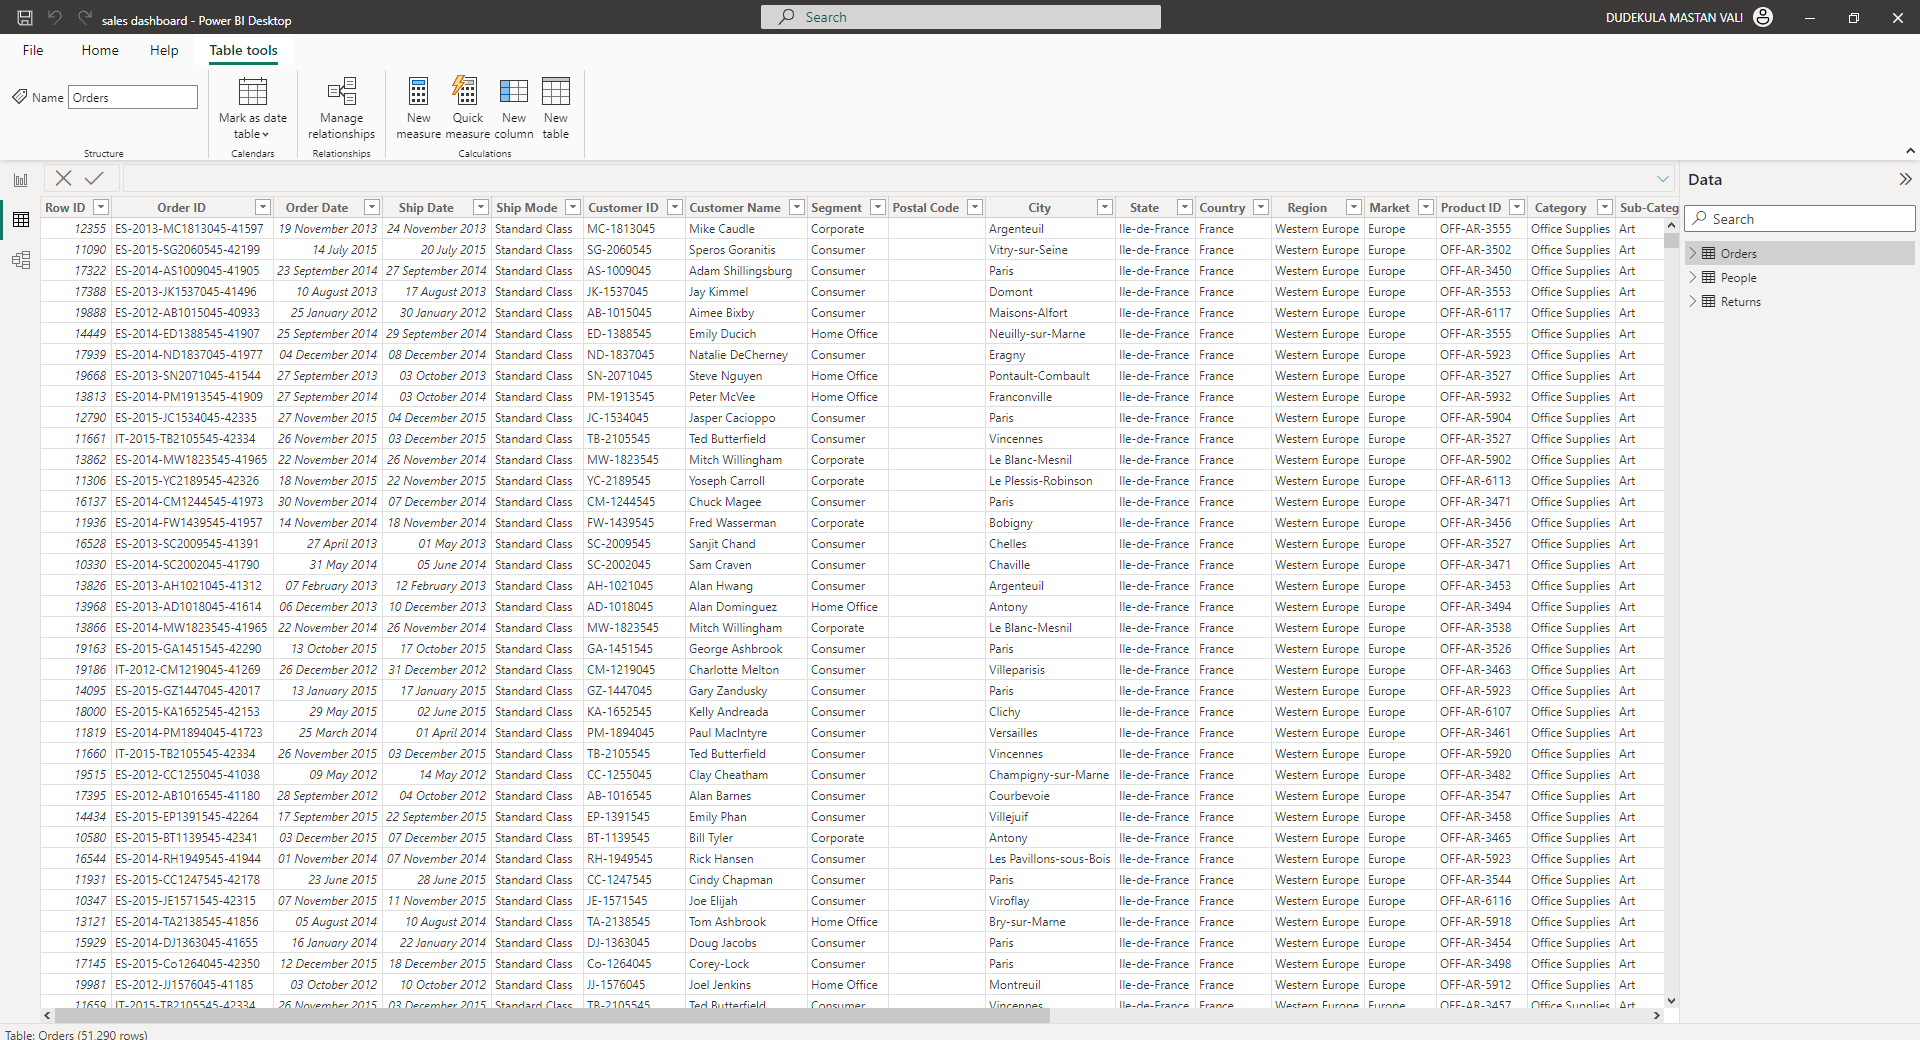 sales dashboard - Power BI Desktop
Search
DUDEKULA MASTAN VALI
File Home Help Table tools
Name Orders
Mark as date table
Manage relationships
New measure
Quick measure
New column
New table
Structure Calendars Relationships Calculations
Row ID Order ID Order Date Ship Date Ship Mode Customer ID Customer Name Segment Postal Code City State Country Region Market Product ID Category Sub-Categ
12355 ES-2013-MC1813045-41597 19 November 2013 24 November 2013 Standard Class MC-1813045 Mike Caudle Corporate Argenteuil Ile-de-France France Western Europe Europe OFF-AR-3555 Office Supplies Art
11090 ES-2015-SG2060545-42199 14 July 2015 20 July 2015 Standard Class SG-2060545 Speros Goranitis Consumer Vitry-sur-Seine Ile-de-France France Western Europe Europe OFF-AR-3502 Office Supplies Art
17322 ES-2014-AS1009045-41905 23 September 2014 27 September 2014 Standard Class AS-1009045 Adam Shillingsburg Consumer Paris Ile-de-France France Western Europe Europe OFF-AR-3450 Office Supplies Art
17388 ES-2013-JK1537045-41496 10 August 2013 17 August 2013 Standard Class JK-1537045 Jay Kimmel Consumer Domont Ile-de-France France Western Europe Europe OFF-AR-3553 Office Supplies Art
19888 ES-2012-AB1015045-40933 25 January 2012 30 January 2012 Standard Class AB-1015045 Aimee Bixby Consumer Maisons-Alfort Ile-de-France France Western Europe Europe OFF-AR-6117 Office Supplies Art
14449 ES-2014-ED1388545-41907 25 September 2014 29 September 2014 Standard Class ED-1388545 Emily Ducich Home Office Neuilly-sur-Marne Ile-de-France France Western Europe Europe OFF-AR-3555 Office Supplies Art
17939 ES-2014-ND1837045-41977 04 December 2014 08 December 2014 Standard Class ND-1837045 Natalie DeCherney Consumer Eragny Ile-de-France France Western Europe Europe OFF-AR-5923 Office Supplies Art
19668 ES-2013-SN2071045-41544 27 September 2013 03 October 2013 Standard Class SN-2071045 Steve Nguyen Home Office Pontault-Combault Ile-de-France France Western Europe Europe OFF-AR-3527 Office Supplies Art
13813 ES-2014-PM1913545-41909 27 September 2014 03 October 2014 Standard Class PM-1913545 Peter McVee Home Office Franconville Ile-de-France France Western Europe Europe OFF-AR-5932 Office Supplies Art
12790 ES-2015-JC1534045-42335 27 November 2015 04 December 2015 Standard Class JC-1534045 Jasper Cacioppo Consumer Paris Ile-de-France France Western Europe Europe OFF-AR-5904 Office Supplies Art
11661 IT-2015-TB2105545-42334 26 November 2015 03 December 2015 Standard Class TB-2105545 Ted Butterfield Consumer Vincennes Ile-de-France France Western Europe Europe OFF-AR-3527 Office Supplies Art
13862 ES-2014-MW1823545-41965 22 November 2014 26 November 2014 Standard Class MW-1823545 Mitch Willingham Corporate Le Blanc-Mesnil Ile-de-France France Western Europe Europe OFF-AR-5902 Office Supplies Art
11306 ES-2015-YC2189545-42326 18 November 2015 22 November 2015 Standard Class YC-2189545 Yoseph Carroll Corporate Le Plessis-Robinson Ile-de-France France Western Europe Europe OFF-AR-6113 Office Supplies Art
16137 ES-2014-CM1244545-41973 30 November 2014 07 December 2014 Standard Class CM-1244545 Chuck Magee Consumer Paris Ile-de-France France Western Europe Europe OFF-AR-3471 Office Supplies Art
11936 ES-2014-FW1439545-41957 14 November 2014 18 November 2014 Standard Class FW-1439545 Fred Wasserman Corporate Bobigny Ile-de-France France Western Europe Europe OFF-AR-3456 Office Supplies Art
16528 ES-2013-SC2009545-41391 27 April 2013 01 May 2013 Standard Class SC-2009545 Sanjit Chand Consumer Chelles Ile-de-France France Western Europe Europe OFF-AR-3527 Office Supplies Art
10330 ES-2014-SC2002045-41790 31 May 2014 05 June 2014 Standard Class SC-2002045 Sam Craven Consumer Chaville Ile-de-France France Western Europe Europe OFF-AR-3471 Office Supplies Art
13826 ES-2013-AH1021045-41312 07 February 2013 12 February 2013 Standard Class AH-1021045 Alan Hwang Consumer Argenteuil Ile-de-France France Western Europe Europe OFF-AR-3453 Office Supplies Art
13968 ES-2013-AD1018045-41614 06 December 2013 10 December 2013 Standard Class AD-1018045 Alan Dominguez Home Office Antony Ile-de-France France Western Europe Europe OFF-AR-3494 Office Supplies Art
13866 ES-2014-MW1823545-41965 22 November 2014 26 November 2014 Standard Class MW-1823545 Mitch Willingham Corporate Le Blanc-Mesnil Ile-de-France France Western Europe Europe OFF-AR-3538 Office Supplies Art
19163 ES-2015-GA1451545-42290 13 October 2015 17 October 2015 Standard Class GA-1451545 George Ashbrook Consumer Paris Ile-de-France France Western Europe Europe OFF-AR-3526 Office Supplies Art
19186 IT-2012-CM1219045-41269 26 December 2012 31 December 2012 Standard Class CM-1219045 Charlotte Melton Consumer Villeparisis Ile-de-France France Western Europe Europe OFF-AR-3463 Office Supplies Art
14095 ES-2015-GZ1447045-42017 13 January 2015 17 January 2015 Standard Class GZ-1447045 Gary Zandusky Consumer Paris Ile-de-France France Western Europe Europe OFF-AR-5923 Office Supplies Art
18000 ES-2015-KA1652545-42153 29 May 2015 02 June 2015 Standard Class KA-1652545 Kelly Andreada Consumer Clichy Ile-de-France France Western Europe Europe OFF-AR-6107 Office Supplies Art
11819 ES-2014-PM1894045-41723 25 March 2014 01 April 2014 Standard Class PM-1894045 Paul MacIntyre Consumer Versailles Ile-de-France France Western Europe Europe OFF-AR-3461 Office Supplies Art
11660 IT-2015-TB2105545-42334 26 November 2015 03 December 2015 Standard Class TB-2105545 Ted Butterfield Consumer Vincennes Ile-de-France France Western Europe Europe OFF-AR-5920 Office Supplies Art
19515 ES-2012-CC1255045-41038 09 May 2012 14 May 2012 Standard Class CC-1255045 Clay Cheatham Consumer Champigny-sur-Marne Ile-de-France France Western Europe Europe OFF-AR-3482 Office Supplies Art
17395 ES-2012-AB1016545-41180 28 September 2012 04 October 2012 Standard Class AB-1016545 Alan Barnes Consumer Courbevoie Ile-de-France France Western Europe Europe OFF-AR-3547 Office Supplies Art
14434 ES-2015-EP1391545-42264 17 September 2015 22 September 2015 Standard Class EP-1391545 Emily Phan Consumer Villejuif Ile-de-France France Western Europe Europe OFF-AR-3458 Office Supplies Art
10580 ES-2015-BT1139545-42341 03 December 2015 07 December 2015 Standard Class BT-1139545 Bill Tyler Corporate Antony Ile-de-France France Western Europe Europe OFF-AR-3465 Office Supplies Art
16544 ES-2014-RH1949545-41944 01 November 2014 07 November 2014 Standard Class RH-1949545 Rick Hansen Consumer Les Pavillons-sous-Bois Ile-de-France France Western Europe Europe OFF-AR-5923 Office Supplies Art
11931 ES-2015-CC1247545-42178 23 June 2015 28 June 2015 Standard Class CC-1247545 Cindy Chapman Consumer Paris Ile-de-France France Western Europe Europe OFF-AR-3544 Office Supplies Art
10347 ES-2015-JE1571545-42315 07 November 2015 11 November 2015 Standard Class JE-1571545 Joe Elijah Consumer Viroflay Ile-de-France France Western Europe Europe OFF-AR-6116 Office Supplies Art
13121 ES-2014-TA2138545-41856 05 August 2014 10 August 2014 Standard Class TA-2138545 Tom Ashbrook Home Office Bry-sur-Marne Ile-de-France France Western Europe Europe OFF-AR-5918 Office Supplies Art
15929 ES-2014-DJ1363045-41655 16 January 2014 22 January 2014 Standard Class DJ-1363045 Doug Jacobs Consumer Paris Ile-de-France France Western Europe Europe OFF-AR-3454 Office Supplies Art
17145 ES-2015-Co1264045-42350 12 December 2015 18 December 2015 Standard Class Co-1264045 Corey-Lock Consumer Paris Ile-de-France France Western Europe Europe OFF-AR-3498 Office Supplies Art
19981 ES-2012-JJ1576045-41185 03 October 2012 10 October 2012 Standard Class JJ-1576045 Joel Jenkins Home Office Montreuil Ile-de-France France Western Europe Europe OFF-AR-5912 Office Supplies Art
11659 IT-2015-TB2105545-42334 26 November 2015 03 December 2015 Standard Class TB-2105545 Ted Butterfield Consumer Vincennes Ile-de-France France Western Europe Europe OFF-AR-3457 Office Supplies Art
Data
Search
Orders
People
Returns
Table: Orders (51,290 rows)